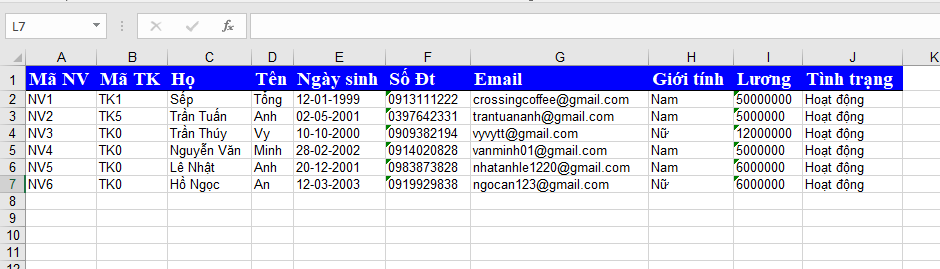 L7 fx
A B C D E F G H I J K
1 Mã NV Mã TK Họ Tên Ngày sinh Số Đt Email Giới tính Lương Tình trạng
2 NV1 TK1 Sếp Tổng 12-01-1999 0913111222 crossingcoffee@gmail.com Nam 50000000 Hoạt động
3 NV2 TK5 Trần Tuấn Anh 02-05-2001 0397642331 trantuananh@gmail.com Nam 5000000 Hoạt động
4 NV3 TK0 Trần Thúy Vy 10-10-2000 0909382194 vyvytt@gmail.com Nữ 12000000 Hoạt động
5 NV4 TK0 Nguyễn Văn Minh 28-02-2002 0914020828 vanminh01@gmail.com Nam 5000000 Hoạt động
6 NV5 TK0 Lê Nhật Anh 20-12-2001 0983873828 nhatanhle1220@gmail.com Nam 6000000 Hoạt động
7 NV6 TK0 Hồ Ngọc An 12-03-2003 0919929838 ngocan123@gmail.com Nữ 6000000 Hoạt động
8
9
10
11
12